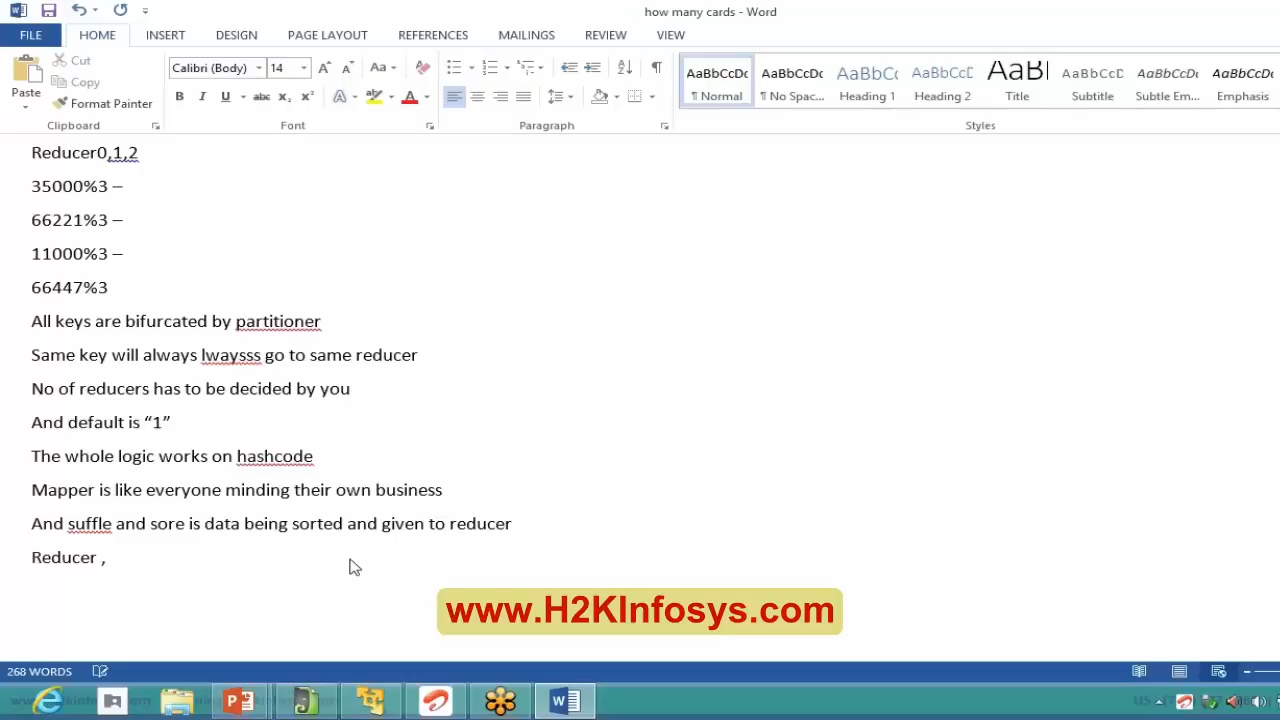 how many cards - Word
FILE HOME INSERT DESIGN PAGE LAYOUT REFERENCES MAILINGS REVIEW VIEW
Cut
Copy
Format Painter
Paste
Calibri (Body) 14
AaBbCcDc AaBbCcDc AaBbCc AaBbCcD AaBl AaBbCcD AaBbCcDc AaBbCcDc
¶ Normal ¶ No Spac... Heading 1 Heading 2 Title Subtitle Subtle Em... Emphasis
Clipboard Font Paragraph Styles
Reducer0,1,2
35000%3 –
66221%3 –
11000%3 –
66447%3
All keys are bifurcated by partitioner
Same key will always lwaysss go to same reducer
No of reducers has to be decided by you
And default is “1”
The whole logic works on hashcode
Mapper is like everyone minding their own business
And suffle and sore is data being sorted and given to reducer
Reducer ,
www.H2KInfosys.com
268 WORDS